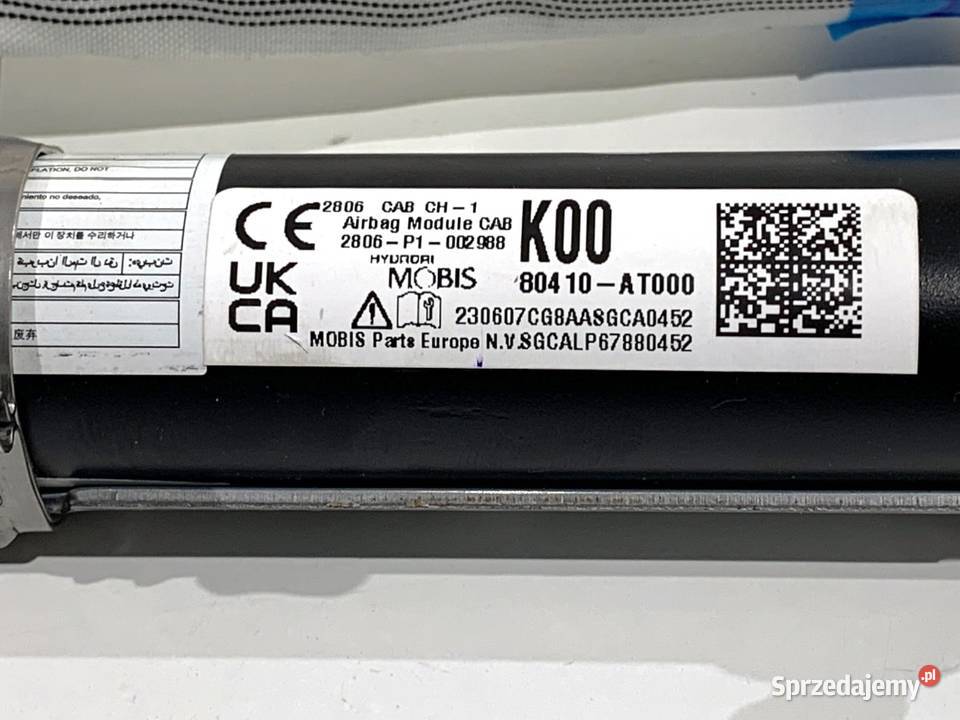 FLATION, DO NOT
miento no deseado,
해서만 이 장치를 수리하거나
废弃
CE
2806 CAB CH-1
Airbag Module CAB
2806-P1-002988
K00
HYUNDAI
MOBIS
80410-AT000
UK
CA
230607CG8AASGCA0452
MOBIS Parts Europe N.V.
SGCALP67880452
Sprzedajemy.pl